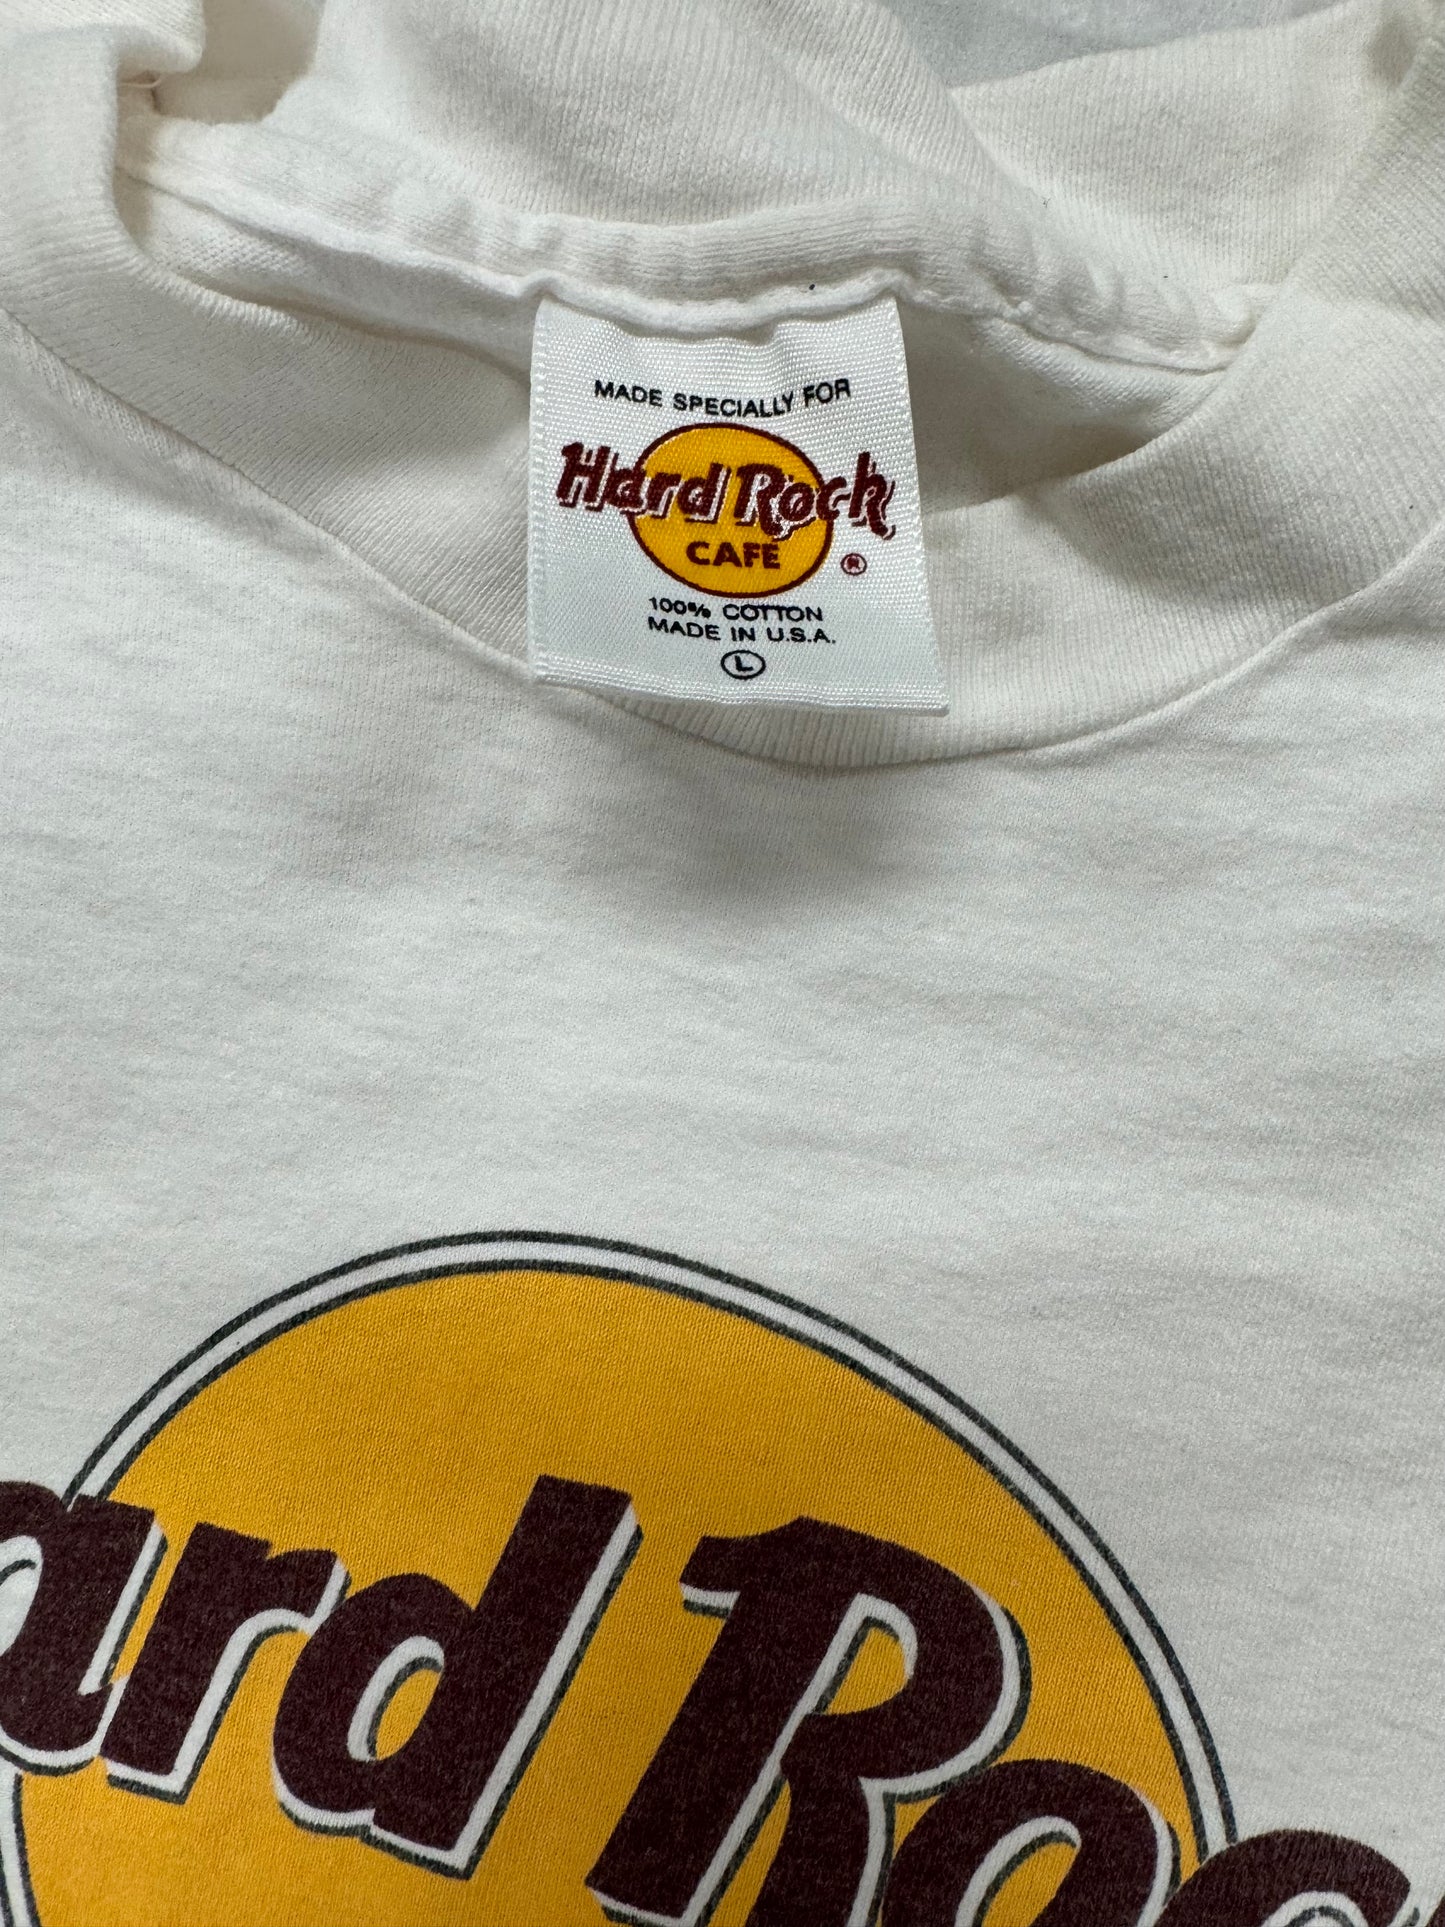 MADE SPECIALLY FOR
Hard Rock
CAFE
®
100% COTTON
MADE IN U.S.A.
L
ard Roc